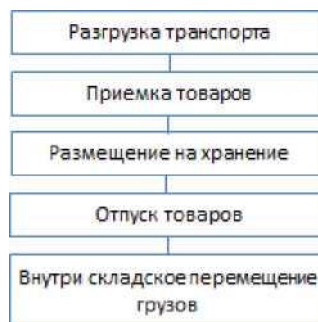 Разгрузка транспорта
Приемка товаров
Размещение на хранение
Отпуск товаров
Внутри складское перемещение
грузов